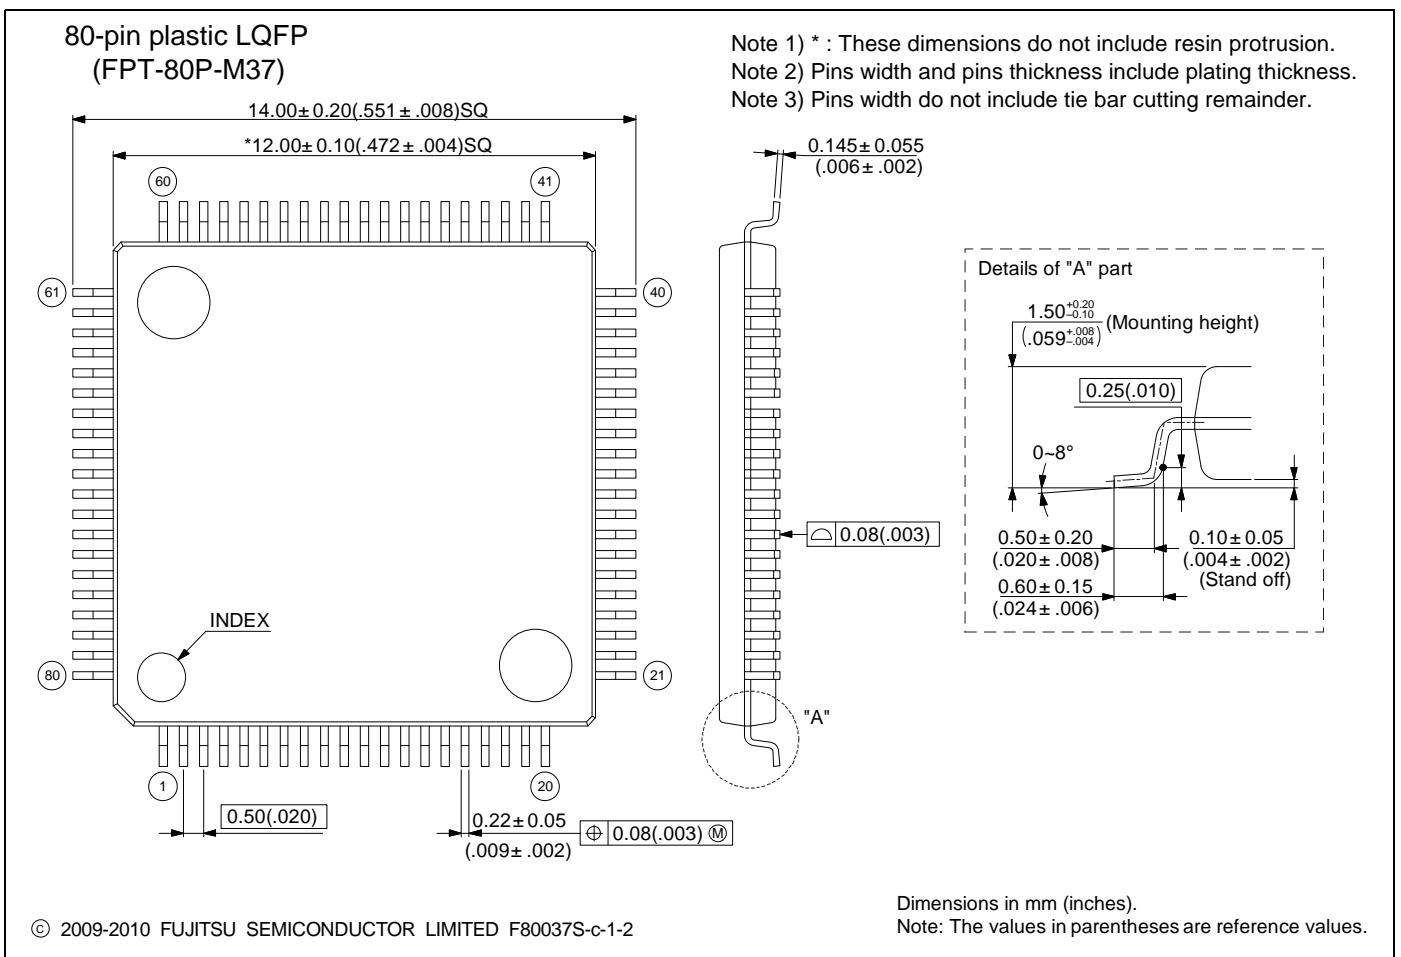 80-pin plastic LQFP
(FPT-80P-M37)
Note 1) * : These dimensions do not include resin protrusion.
Note 2) Pins width and pins thickness include plating thickness.
Note 3) Pins width do not include tie bar cutting remainder.
14.00±0.20(.551±.008)SQ
*12.00±0.10(.472±.004)SQ
0.145±0.055
(.006±.002)
60
41
61
40
Details of "A" part
1.50+0.20−0.10
(.059+.008−.004)
(Mounting height)
0.25(.010)
0~8°
0.08(.003)
0.50±0.20
(.020±.008)
0.60±0.15
(.024±.006)
0.10±0.05
(.004±.002)
(Stand off)
INDEX
80
21
"A"
1
20
0.50(.020)
0.22±0.05
(.009±.002)
⌖ 0.08(.003) Ⓜ
Dimensions in mm (inches).
Note: The values in parentheses are reference values.
© 2009-2010 FUJITSU SEMICONDUCTOR LIMITED F80037S-c-1-2